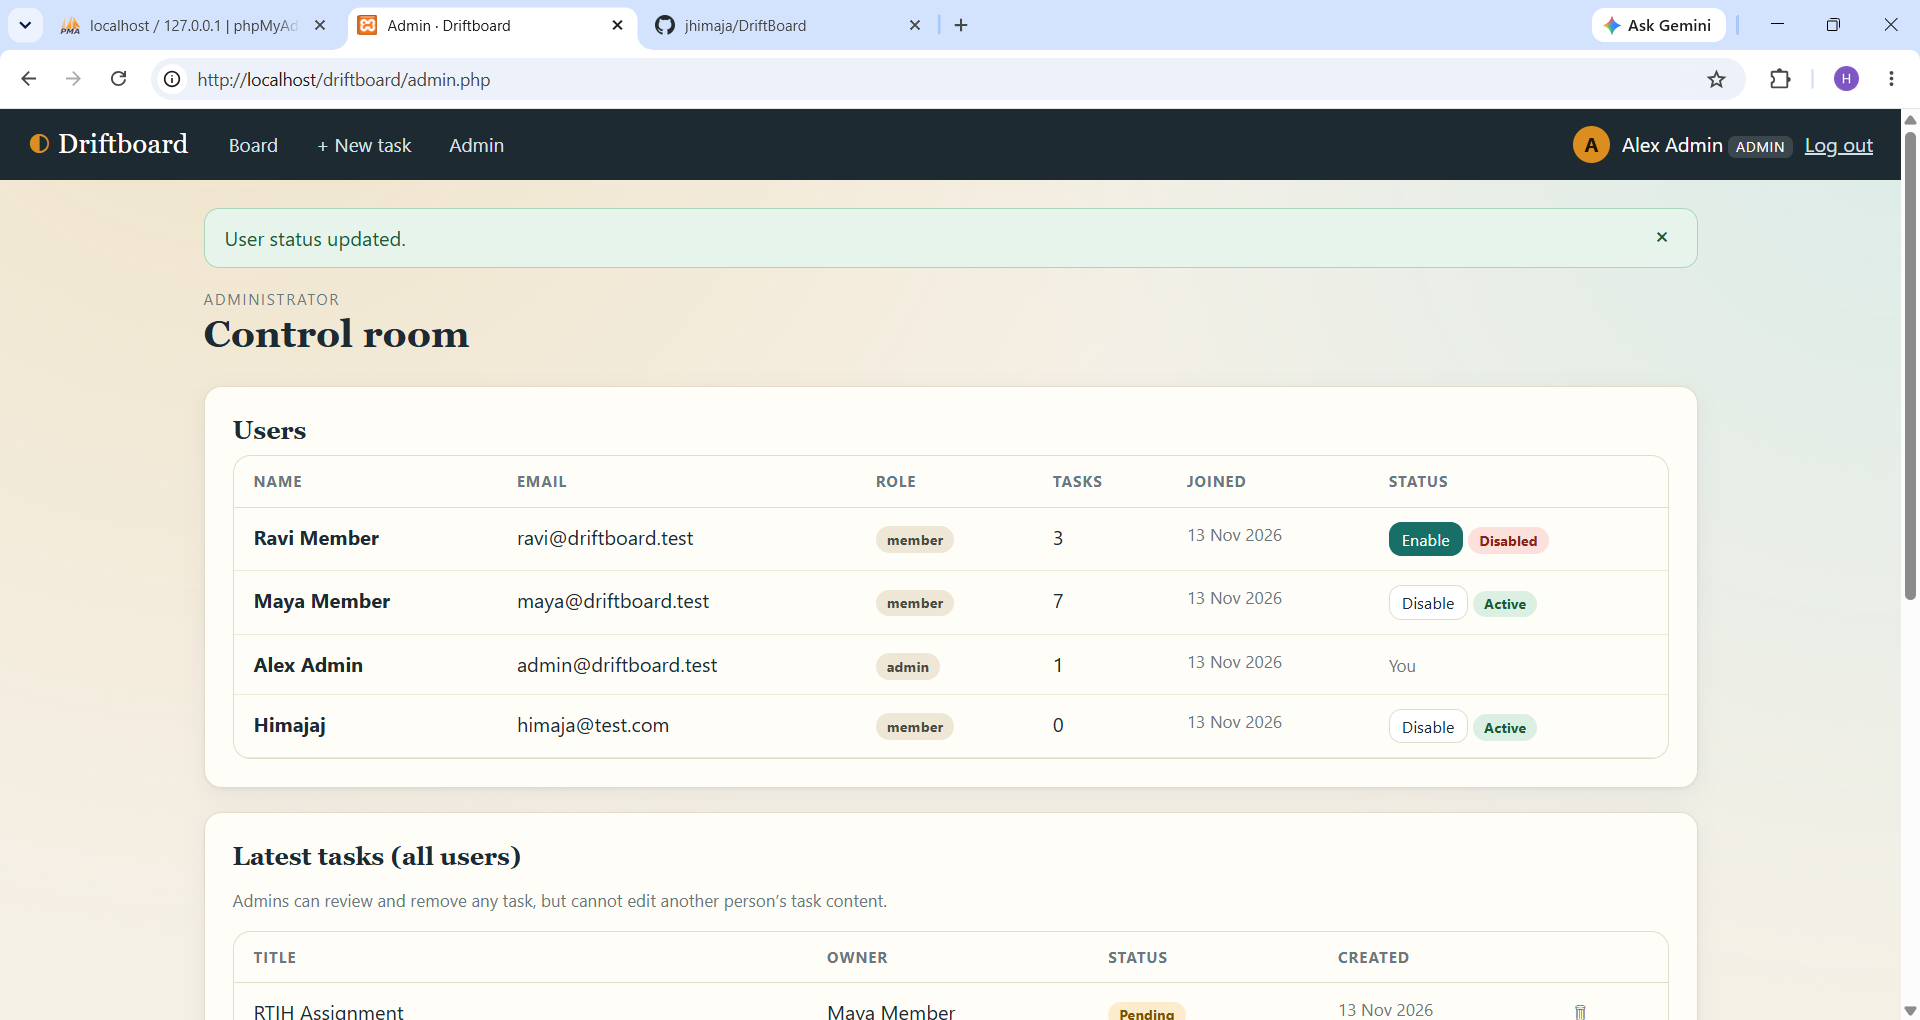 localhost / 127.0.0.1 | phpMyAd
Admin · Driftboard
jhimaja/DriftBoard
Ask Gemini
http://localhost/driftboard/admin.php
H
Driftboard
Board
+ New task
Admin
A
Alex Admin ADMIN
Log out
User status updated.
ADMINISTRATOR
Control room
Users
NAME EMAIL ROLE TASKS JOINED STATUS
Ravi Member ravi@driftboard.test member 3 13 Nov 2026 Enable Disabled
Maya Member maya@driftboard.test member 7 13 Nov 2026 Disable Active
Alex Admin admin@driftboard.test admin 1 13 Nov 2026 You
Himajaj himaja@test.com member 0 13 Nov 2026 Disable Active
Latest tasks (all users)
Admins can review and remove any task, but cannot edit another person’s task content.
TITLE OWNER STATUS CREATED
RTIH Assignment Maya Member Pending 13 Nov 2026